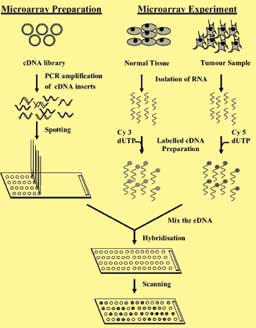 Microarray Preparation
Microarray Experiment
cDNA library
PCR amplification
of cDNA inserts
Spotting
Normal Tissue
Tumour Sample
Isolation of RNA
Cy 3
dUTP
Labelled cDNA
Preparation
Cy 5
dUTP
Mix the cDNA
Hybridisation
Scanning